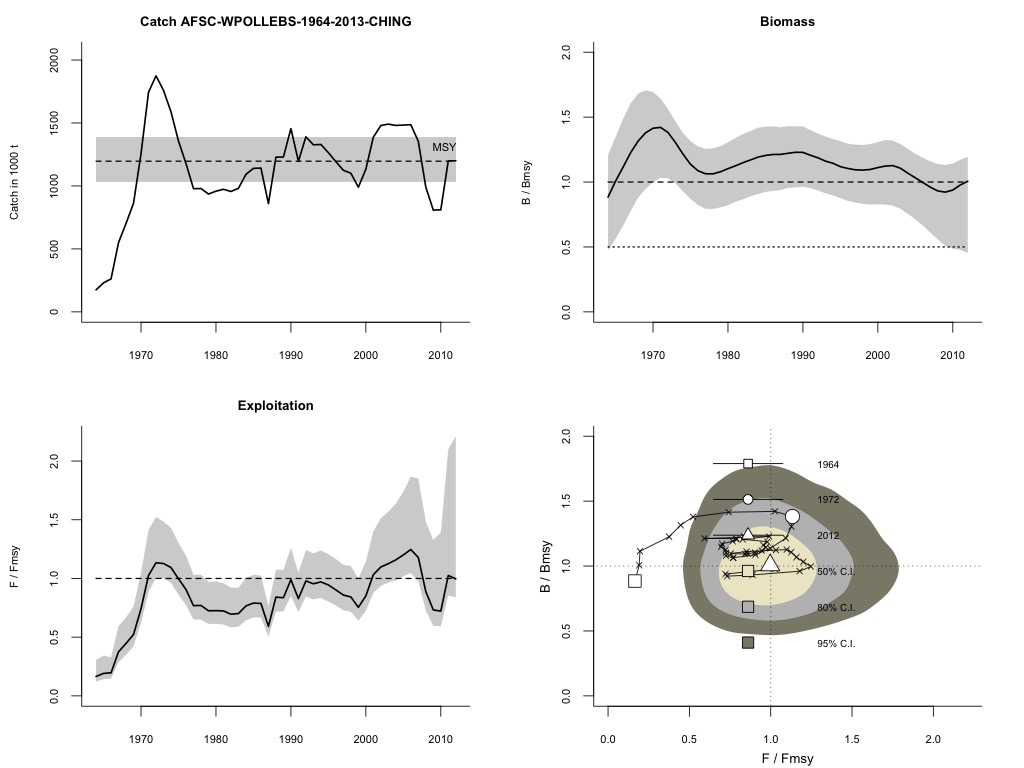 Catch AFSC-WPOLLEBS-1964-2013-CHING
Catch in 1000 t
0 500 1000 1500 2000
MSY
1970 1980 1990 2000 2010
Biomass
B / Bmsy
0.0 0.5 1.0 1.5 2.0
1970 1980 1990 2000 2010
Exploitation
F / Fmsy
0.0 0.5 1.0 1.5 2.0
1970 1980 1990 2000 2010
B / Bmsy
0.0 0.5 1.0 1.5 2.0
1964
1972
2012
50% C.I.
80% C.I.
95% C.I.
0.0 0.5 1.0 1.5 2.0
F / Fmsy